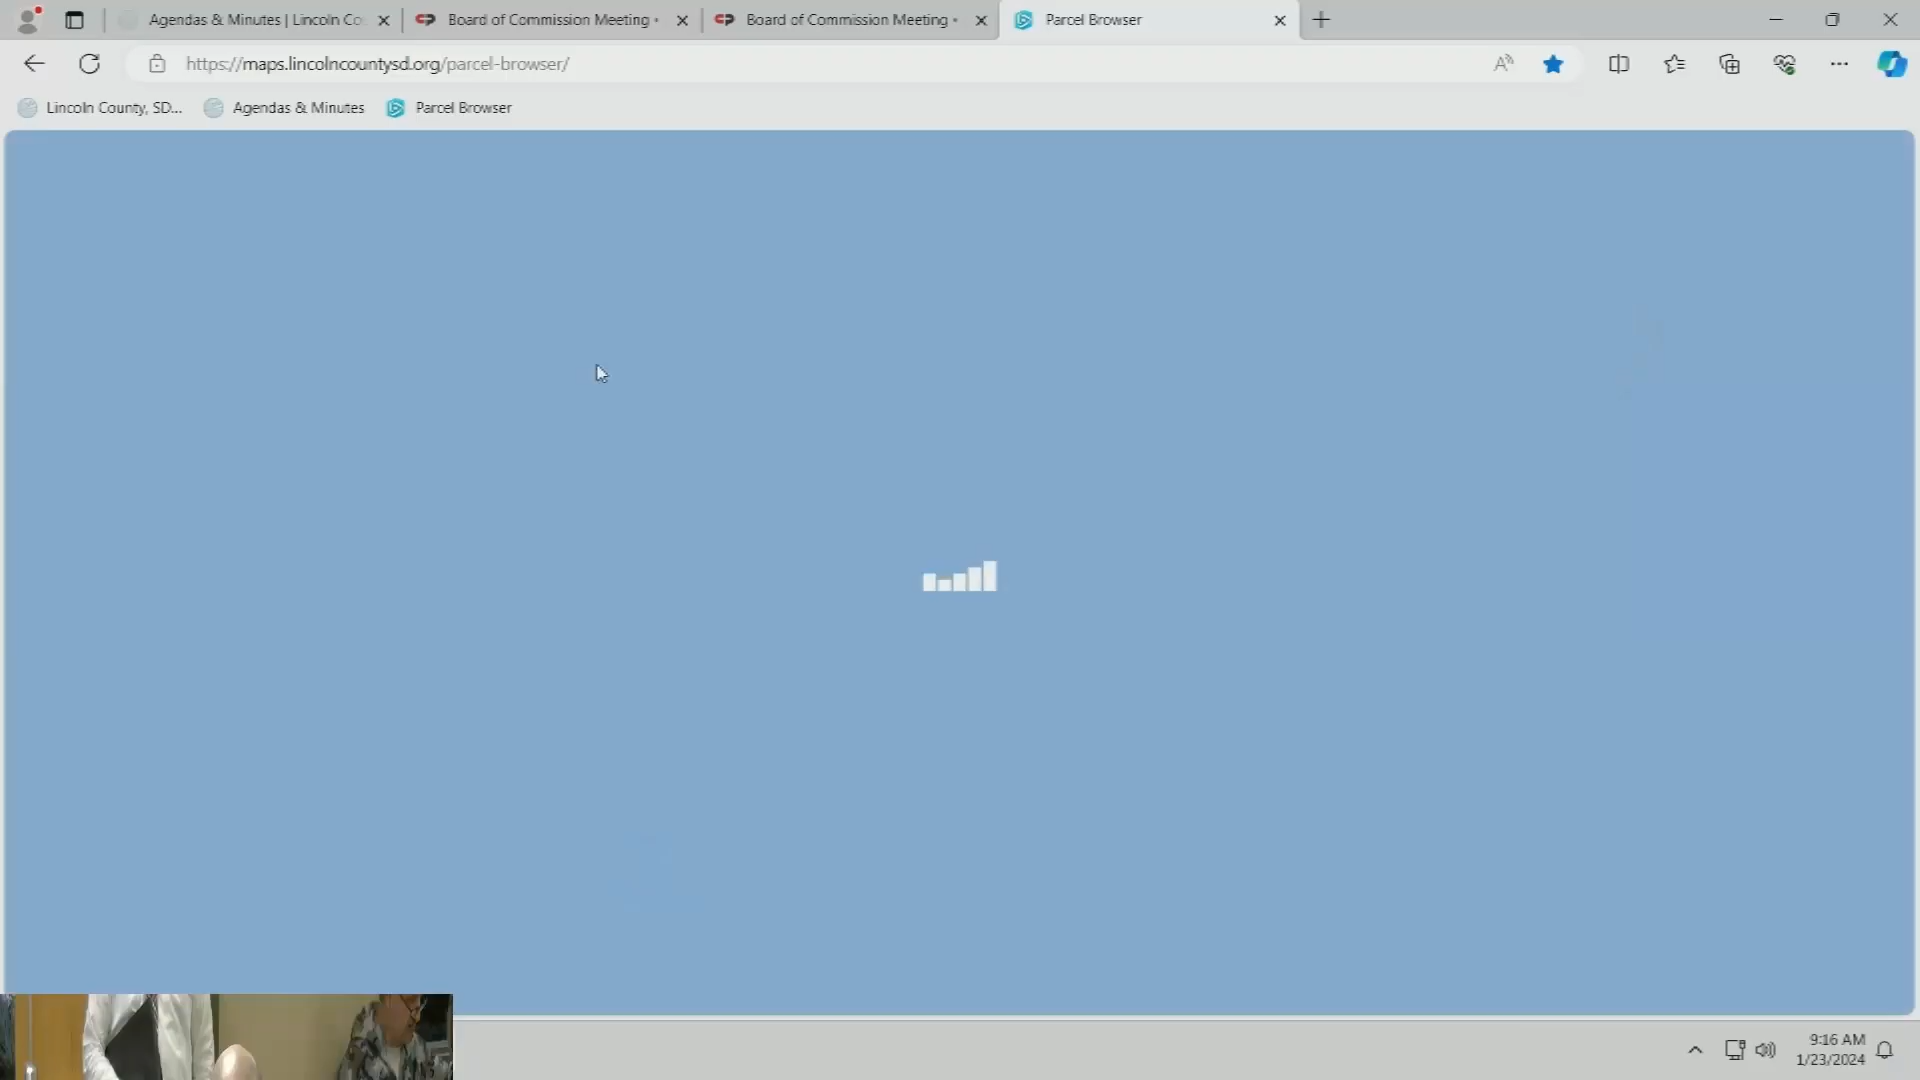 Agendas & Minutes | Lincoln Co
Board of Commission Meeting •
Board of Commission Meeting •
Parcel Browser
https://maps.lincolncountysd.org/parcel-browser/
Lincoln County, SD...
Agendas & Minutes
Parcel Browser
9:16 AM
1/23/2024